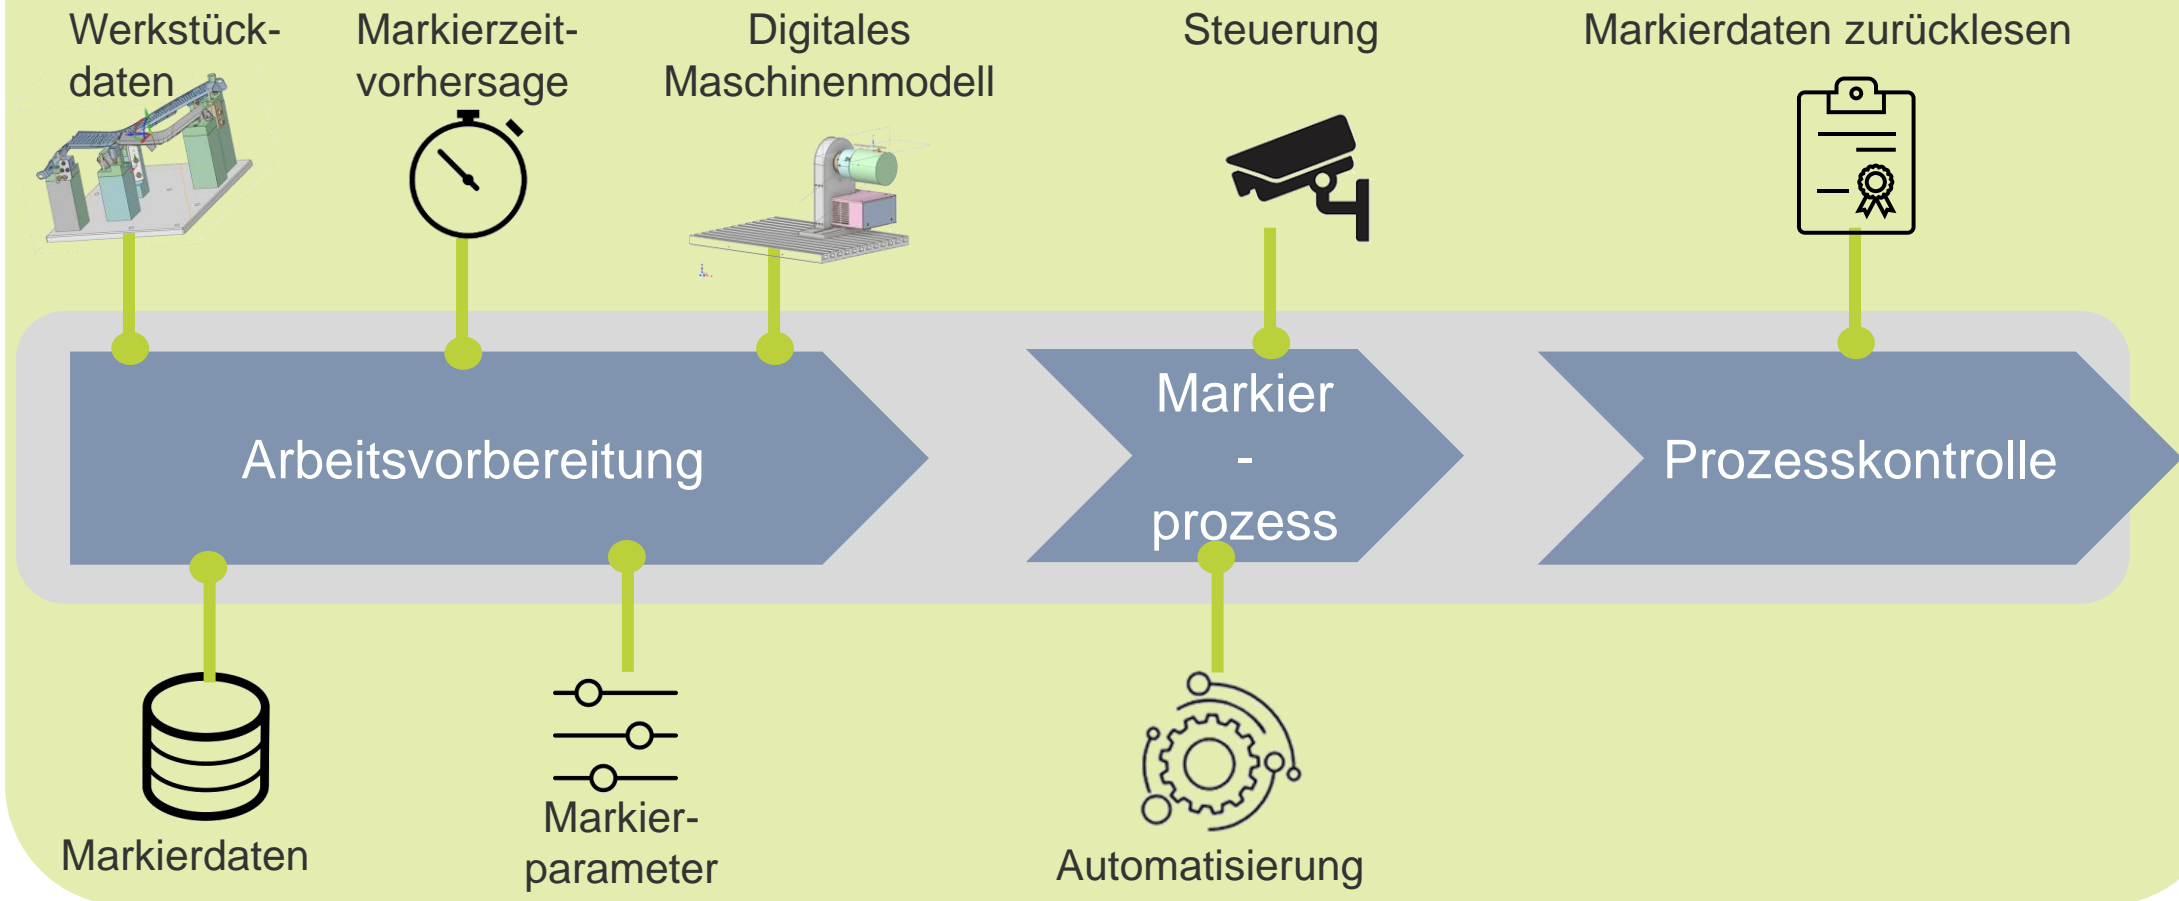 Werkstück-
daten
Markierzeit-
vorhersage
Digitales
Maschinenmodell
Steuerung
Markierdaten zurücklesen
Arbeitsvorbereitung
Markier
-
prozess
Prozesskontrolle
Markierdaten
Markier-
parameter
Automatisierung